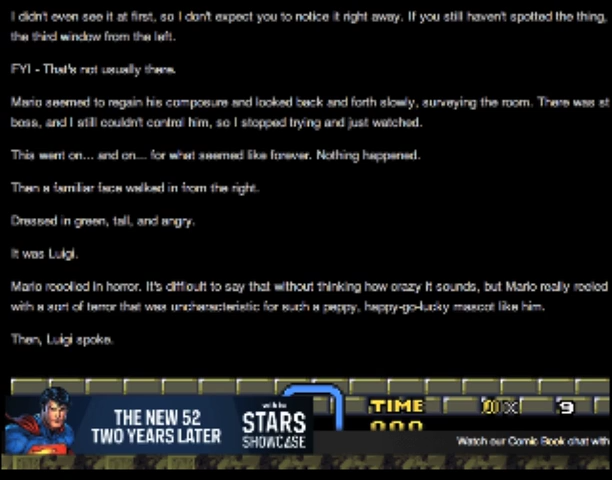 I didn't even see it at first, so I don't expect you to notice it right away. If you still haven't spotted the thing,
the third window from the left.
FYI - That's not usually there.
Mario seemed to regain his composure and looked back and forth slowly, surveying the room. There was st
boss, and I still couldn't control him, so I stopped trying and just watched.
This went on... and on... for what seemed like forever. Nothing happened.
Then a familiar face walked in from the right.
Dressed in green, tall, and angry.
It was Luigi.
Mario recoiled in horror. It's difficult to say that without thinking how crazy it sounds, but Mario really reeled
with a sort of terror that was uncharacteristic for such a peppy, happy-go-lucky mascot like him.
Then, Luigi spoke.
TIME
X 9
000
THE NEW 52
TWO YEARS LATER
STARS
SHOWCASE
Watch our Comic Book chat with